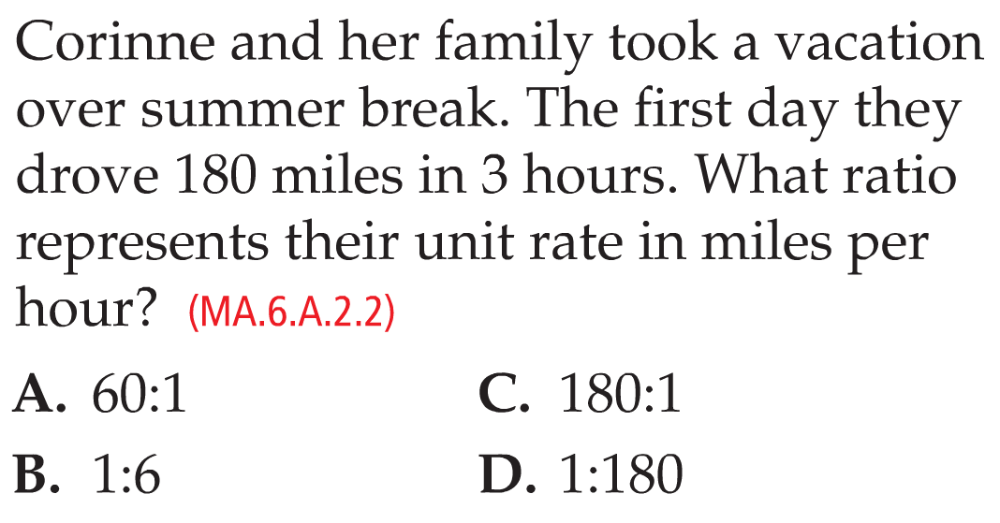 Corinne and her family took a vacation
over summer break. The first day they
drove 180 miles in 3 hours. What ratio
represents their unit rate in miles per
hour? (MA.6.A.2.2)
A. 60:1 C. 180:1
B. 1:6 D. 1:180